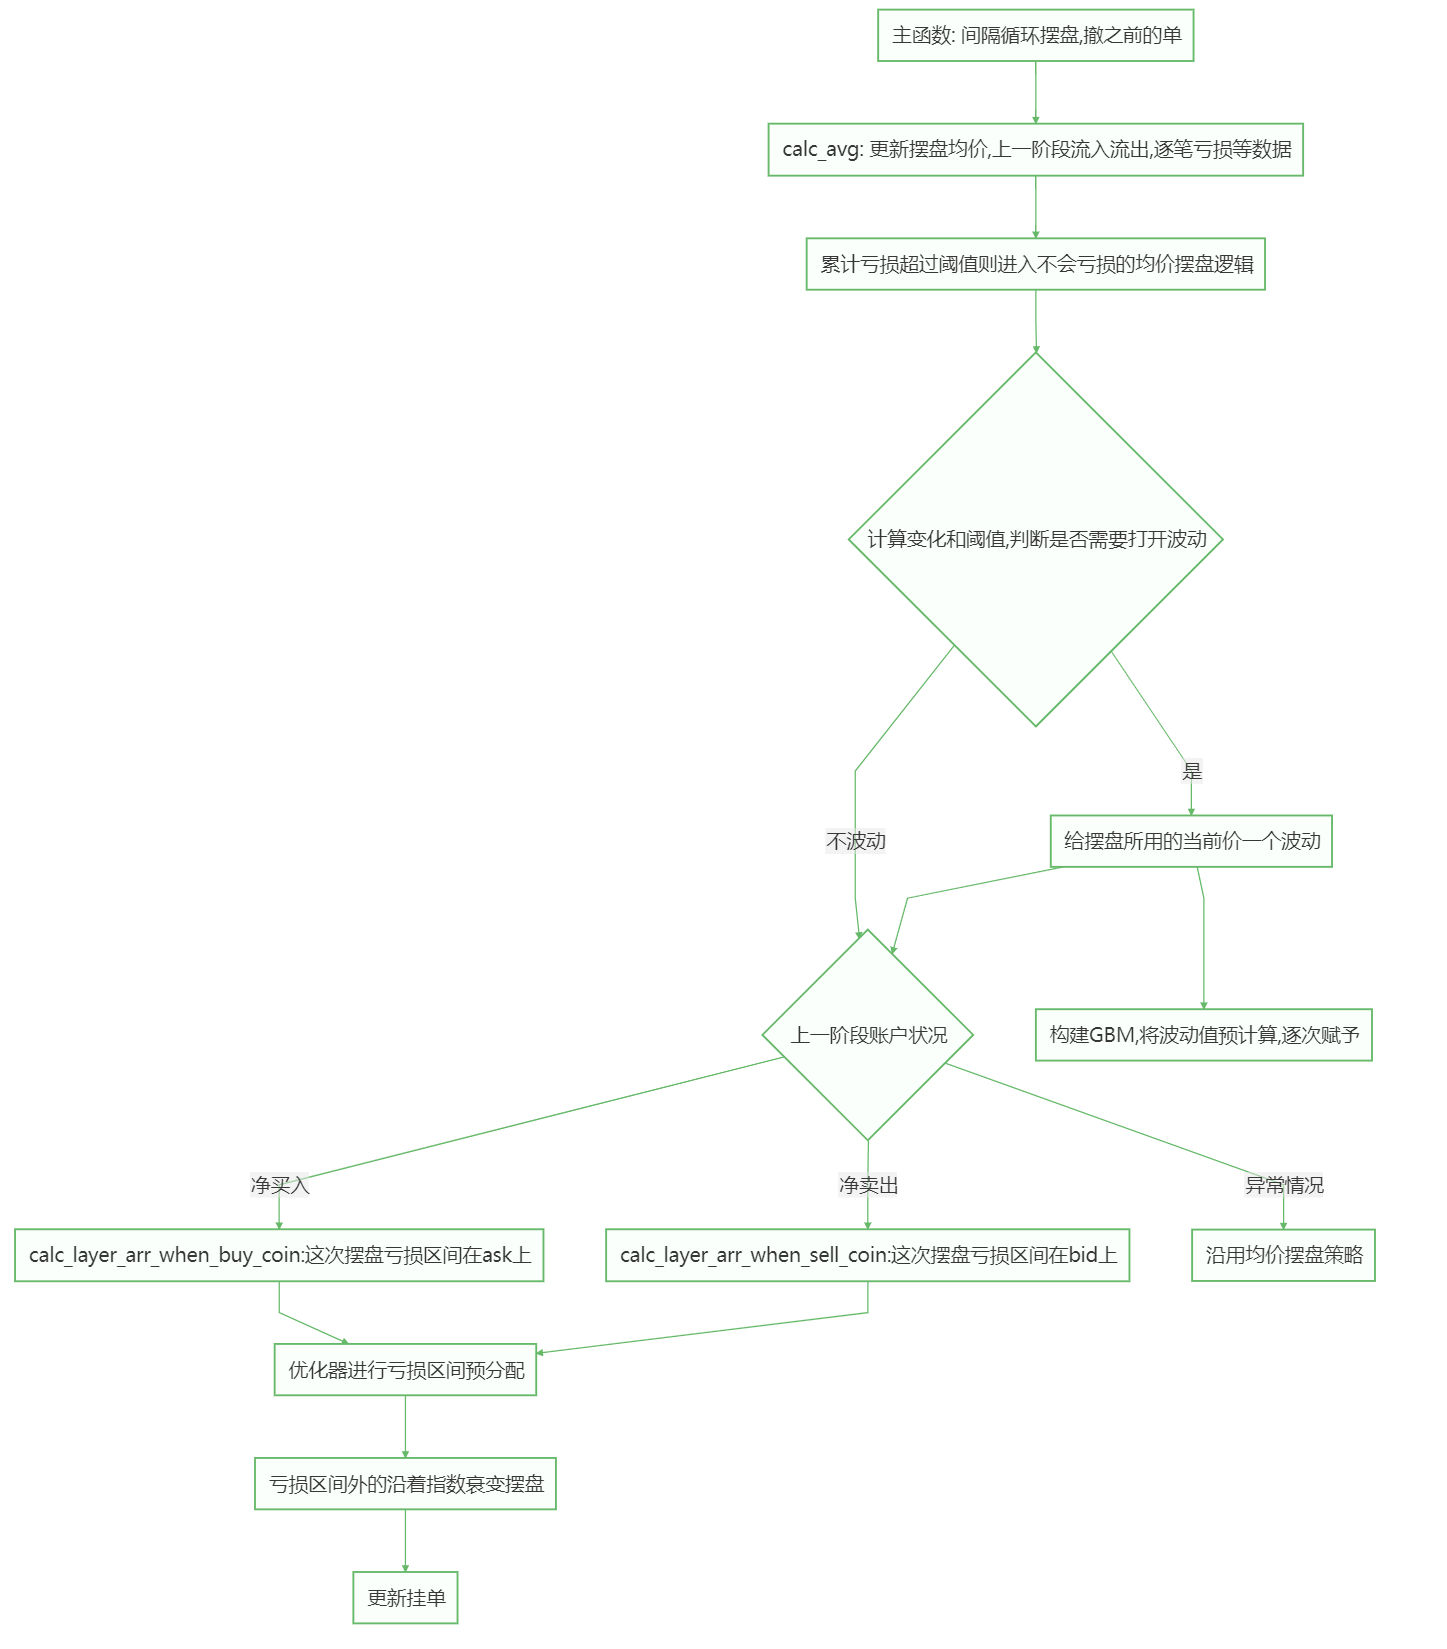 主函数: 间隔循环摆盘,撤之前的单
calc_avg: 更新摆盘均价,上一阶段流入流出,逐笔亏损等数据
累计亏损超过阈值则进入不会亏损的均价摆盘逻辑
计算变化和阈值,判断是否需要打开波动
是
不波动
给摆盘所用的当前价一个波动
上一阶段账户状况
构建GBM,将波动值预计算,逐次赋予
净买入
净卖出
异常情况
calc_layer_arr_when_buy_coin:这次摆盘亏损区间在ask上
calc_layer_arr_when_sell_coin:这次摆盘亏损区间在bid上
沿用均价摆盘策略
优化器进行亏损区间预分配
亏损区间外的沿着指数衰变摆盘
更新挂单